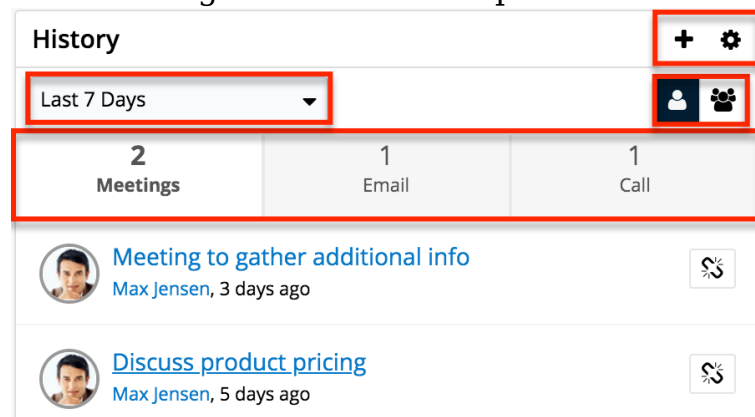 History
Last 7 Days
2 1 1
Meetings Email Call
Meeting to gather additional info
Max Jensen, 3 days ago
Discuss product pricing
Max Jensen, 5 days ago